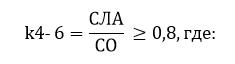 k4-6 = СЛА/СО ≥ 0,8, где: